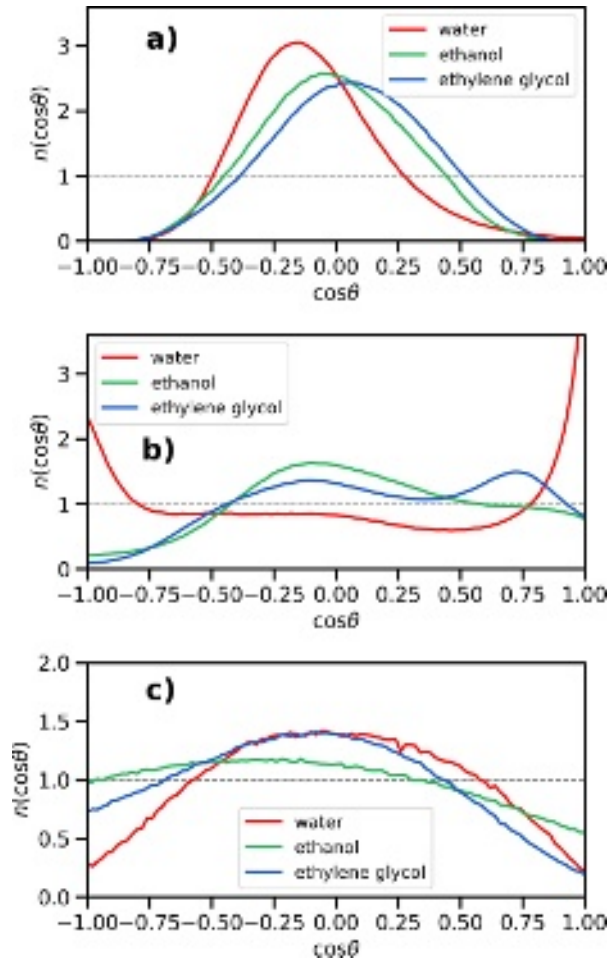 a)
water
ethanol
ethylene glycol
n(cosθ)
3
2
1
0
−1.00 −0.75 −0.50 −0.25 0.00 0.25 0.50 0.75 1.00
cosθ
water
ethanol
ethylene glycol
b)
n(cosθ)
3
2
1
0
−1.00 −0.75 −0.50 −0.25 0.00 0.25 0.50 0.75 1.00
cosθ
c)
n(cosθ)
2.0
1.5
1.0
0.5
0.0
water
ethanol
ethylene glycol
−1.00 −0.75 −0.50 −0.25 0.00 0.25 0.50 0.75 1.00
cosθ